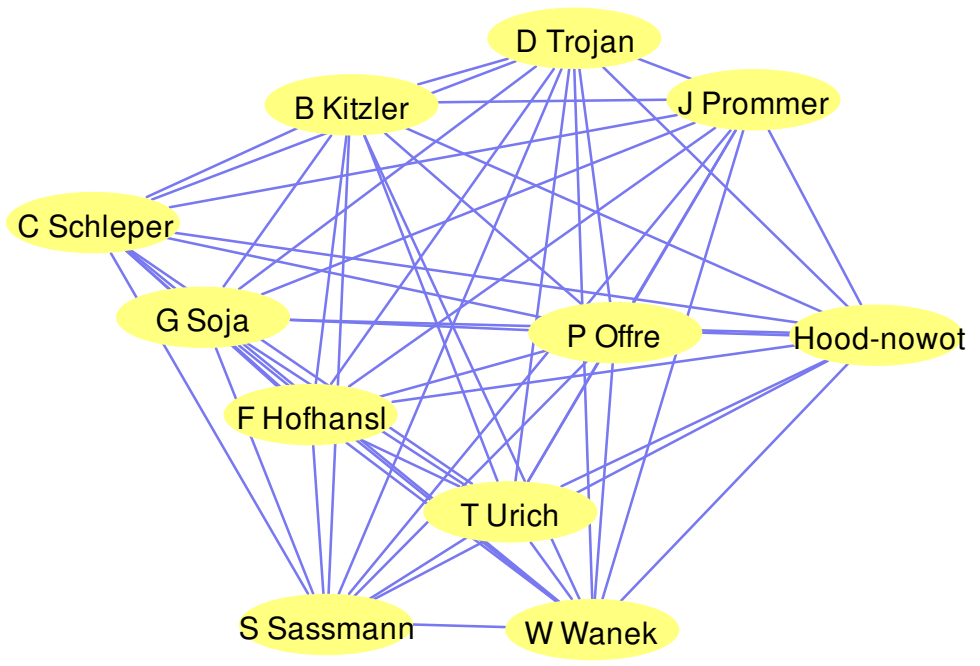 D Trojan
B Kitzler
J Prommer
C Schleper
G Soja
P Offre
Hood-nowot
F Hofhansl
T Urich
S Sassmann
W Wanek